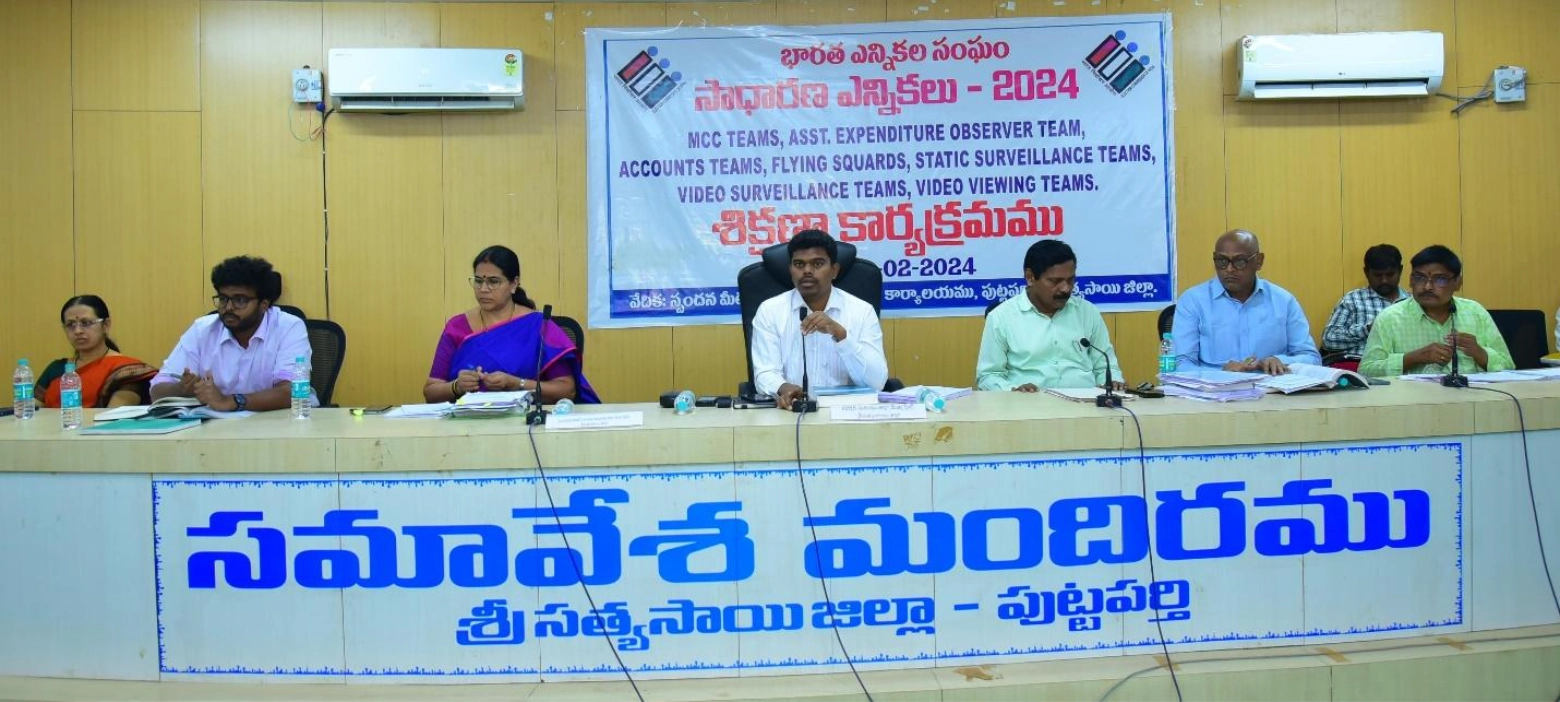 భారత ఎన్నికల సంఘం
సాధారణ ఎన్నికలు - 2024
MCC TEAMS, ASST. EXPENDITURE OBSERVER TEAM,
ACCOUNTS TEAMS, FLYING SQUARDS, STATIC SURVEILLANCE TEAMS,
VIDEO SURVEILLANCE TEAMS, VIDEO VIEWING TEAMS.
శిక్షణా కార్యక్రమము
-02-2024
వేదిక: స్పందన కార్యాలయము, జిల్లా.
సమావేశ మందిరము
శ్రీ సత్యసాయి జిల్లా - పుట్టపర్తి